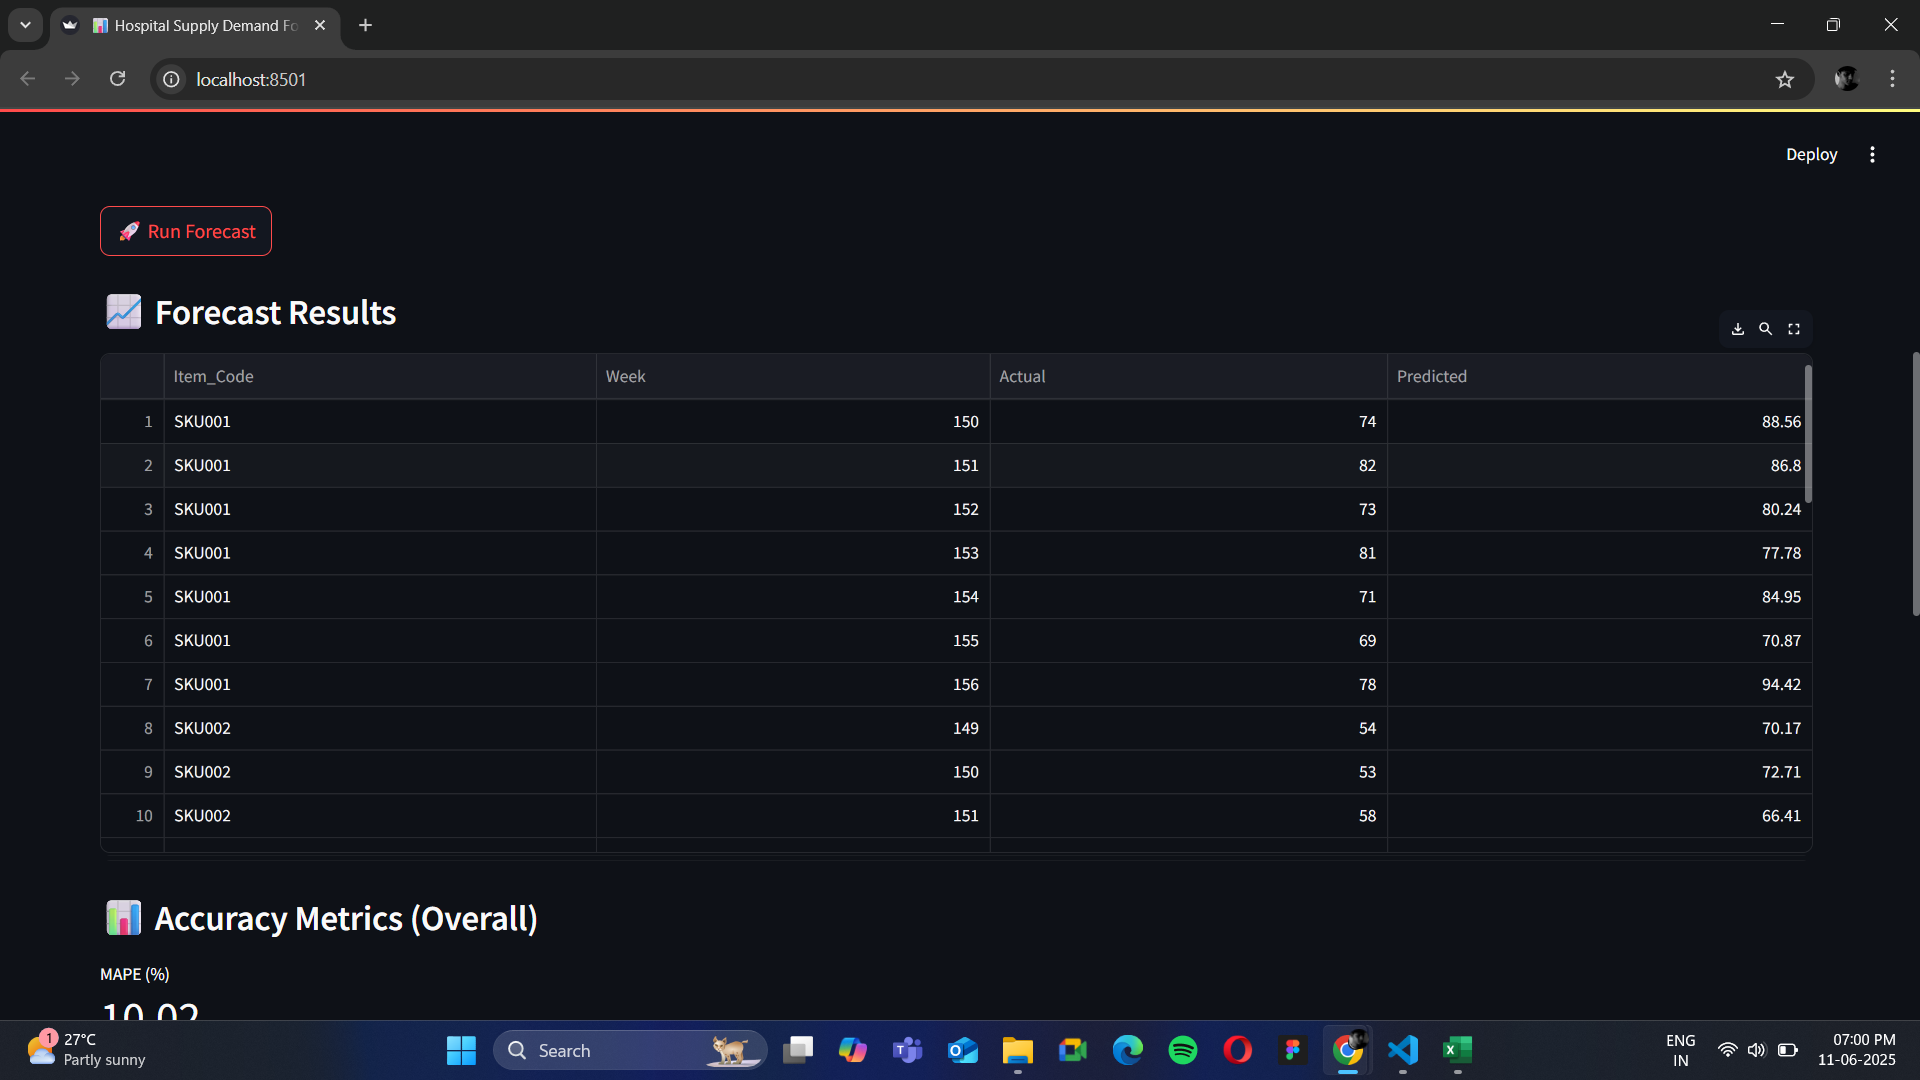 Hospital Supply Demand Fo
localhost:8501
Deploy
Run Forecast
Forecast Results
Item_Code Week Actual Predicted
1 SKU001 150 74 88.56
2 SKU001 151 82 86.8
3 SKU001 152 73 80.24
4 SKU001 153 81 77.78
5 SKU001 154 71 84.95
6 SKU001 155 69 70.87
7 SKU001 156 78 94.42
8 SKU002 149 54 70.17
9 SKU002 150 53 72.71
10 SKU002 151 58 66.41
Accuracy Metrics (Overall)
MAPE (%)
10.02
1
27°C
Partly sunny
Search
ENG
IN
07:00 PM
11-06-2025